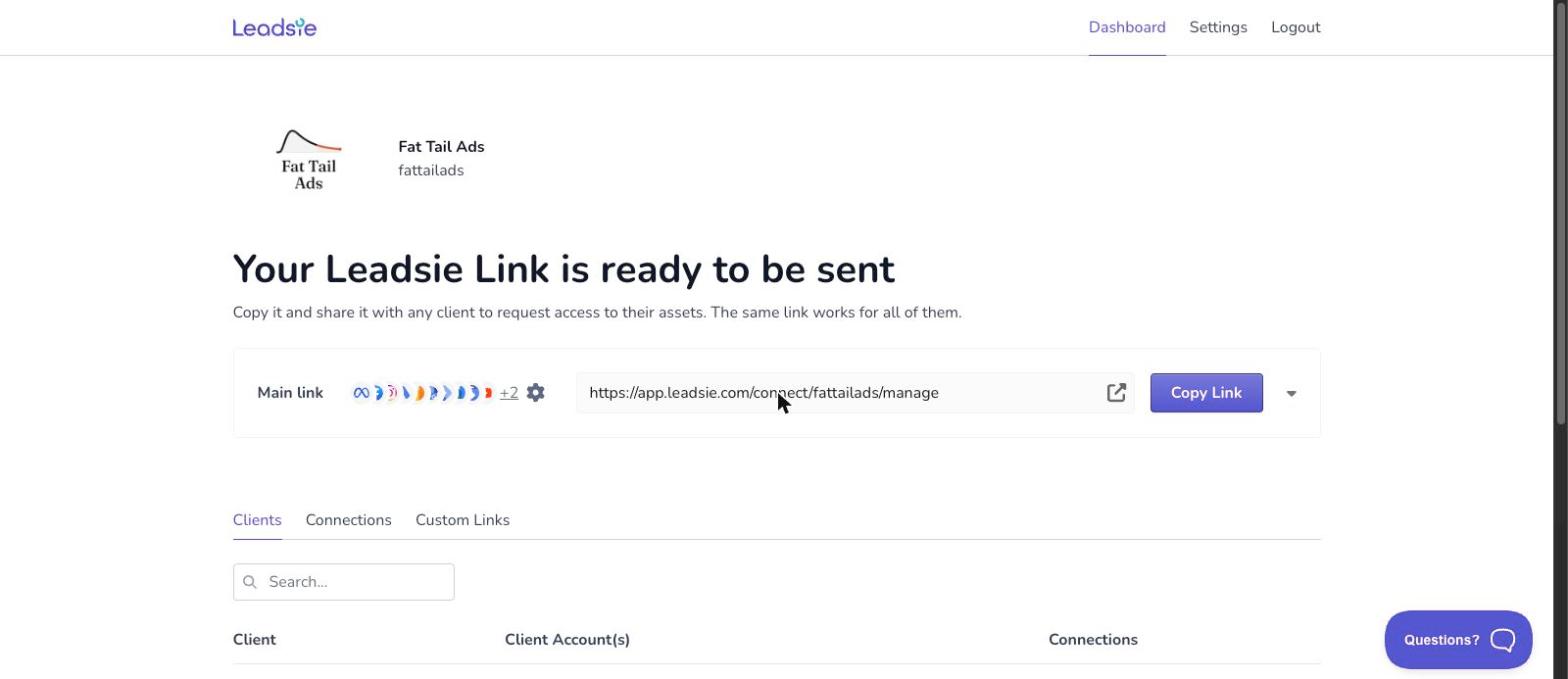 Leadsie
Dashboard Settings Logout
Fat Tail
Ads
Fat Tail Ads
fattailads
Your Leadsie Link is ready to be sent
Copy it and share it with any client to request access to their assets. The same link works for all of them.
Main link +2 https://app.leadsie.com/connect/fattailads/manage Copy Link
Clients Connections Custom Links
Search...
Client Client Account(s) Connections
Questions?